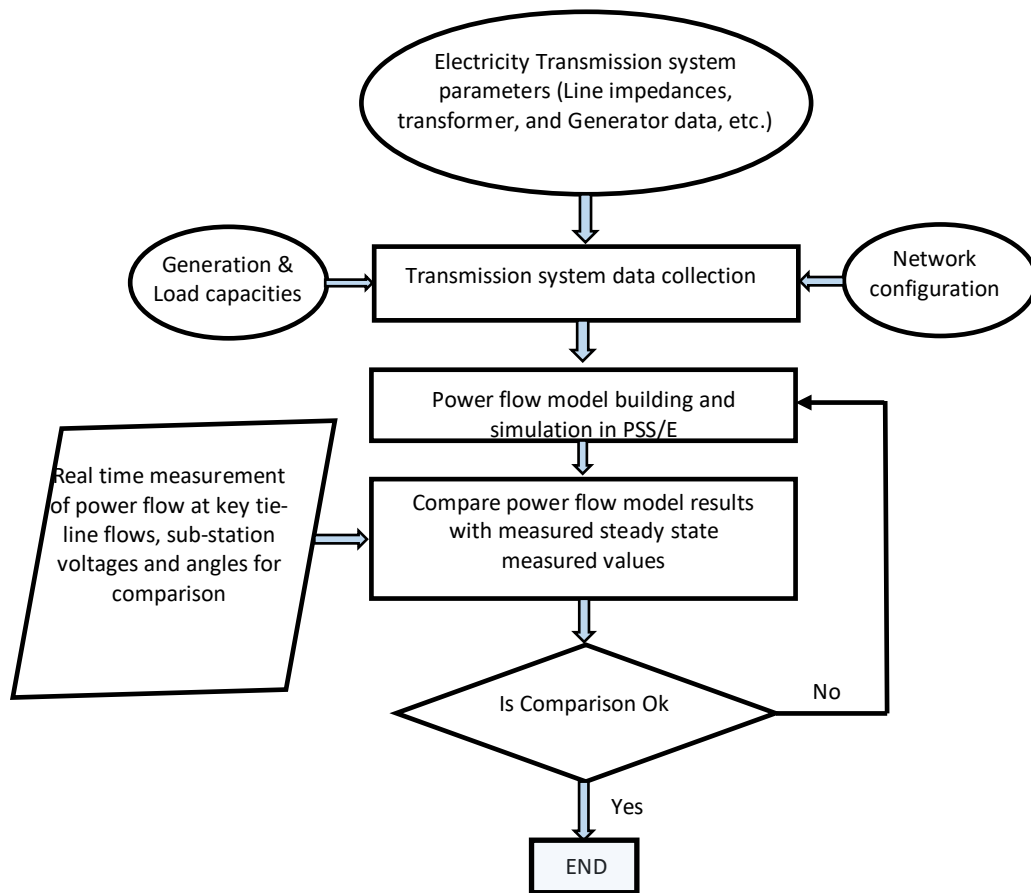 Electricity Transmission system
parameters (Line impedances,
transformer, and Generator data, etc.)
Generation &
Load capacities
Transmission system data collection
Network
configuration
Power flow model building and
simulation in PSS/E
Real time measurement
of power flow at key tie-
line flows, sub-station
voltages and angles for
comparison
Compare power flow model results
with measured steady state
measured values
Is Comparison Ok
No
Yes
END